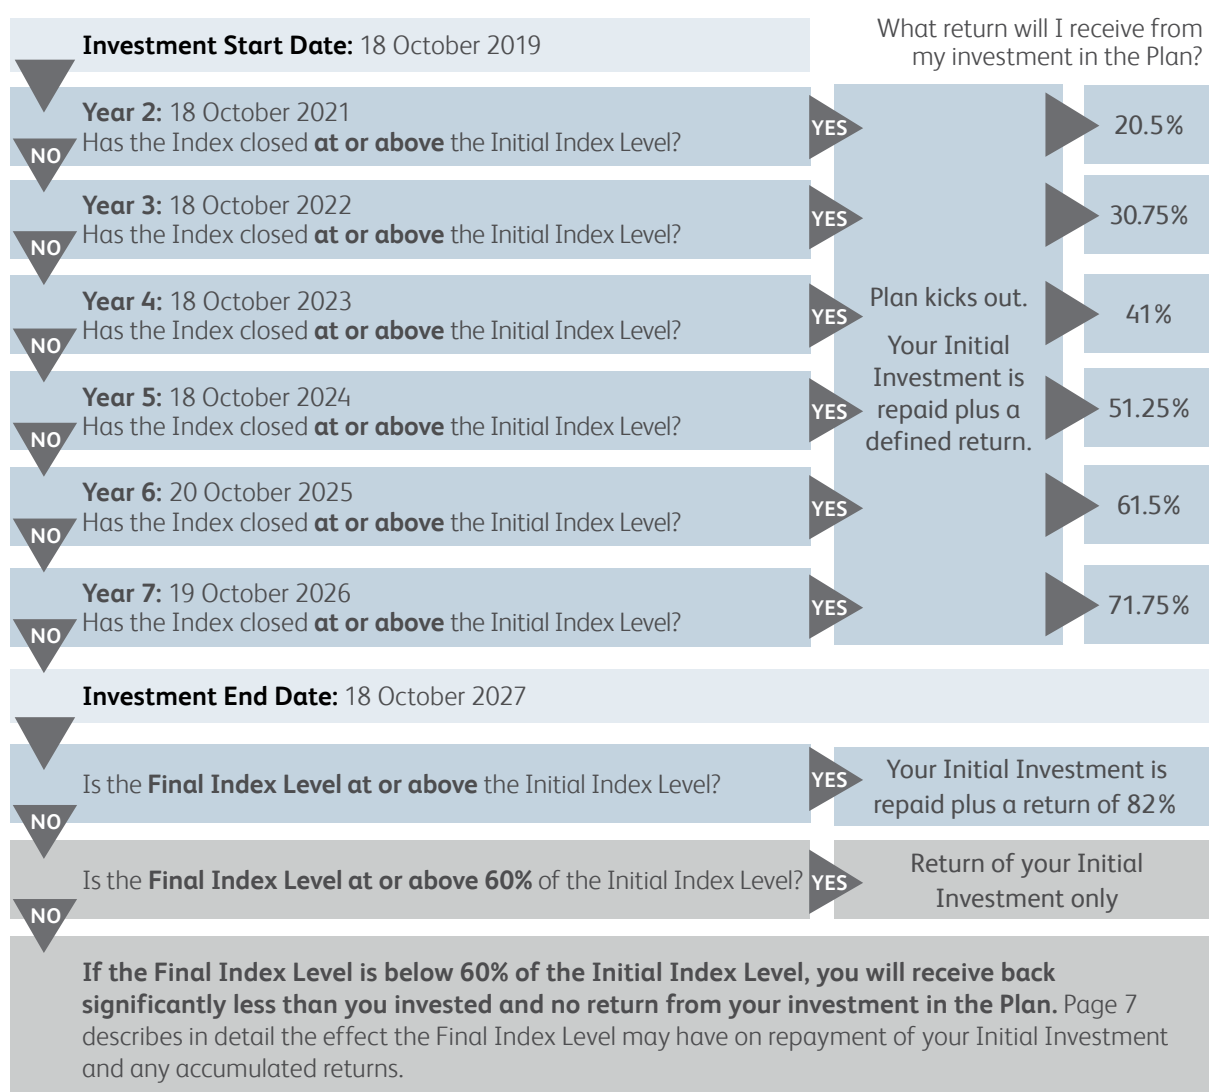 What return will I receive from
my investment in the Plan?
Investment Start Date: 18 October 2019
Year 2: 18 October 2021
Has the Index closed at or above the Initial Index Level?
YES
20.5%
NO
Year 3: 18 October 2022
Has the Index closed at or above the Initial Index Level?
YES
30.75%
NO
Year 4: 18 October 2023
Has the Index closed at or above the Initial Index Level?
YES
41%
NO
Year 5: 18 October 2024
Has the Index closed at or above the Initial Index Level?
YES
51.25%
NO
Year 6: 20 October 2025
Has the Index closed at or above the Initial Index Level?
YES
61.5%
NO
Year 7: 19 October 2026
Has the Index closed at or above the Initial Index Level?
YES
71.75%
NO
Plan kicks out.
Your Initial
Investment is
repaid plus a
defined return.
Investment End Date: 18 October 2027
Is the Final Index Level at or above the Initial Index Level?
YES
Your Initial Investment is
repaid plus a return of 82%
NO
Is the Final Index Level at or above 60% of the Initial Index Level?
YES
Return of your Initial
Investment only
NO
If the Final Index Level is below 60% of the Initial Index Level, you will receive back
significantly less than you invested and no return from your investment in the Plan. Page 7
describes in detail the effect the Final Index Level may have on repayment of your Initial Investment
and any accumulated returns.